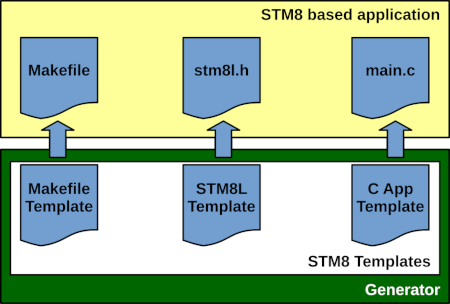 STM8 based application
Makefile
stm8l.h
main.c
Makefile
Template
STM8L
Template
C App
Template
STM8 Templates
Generator